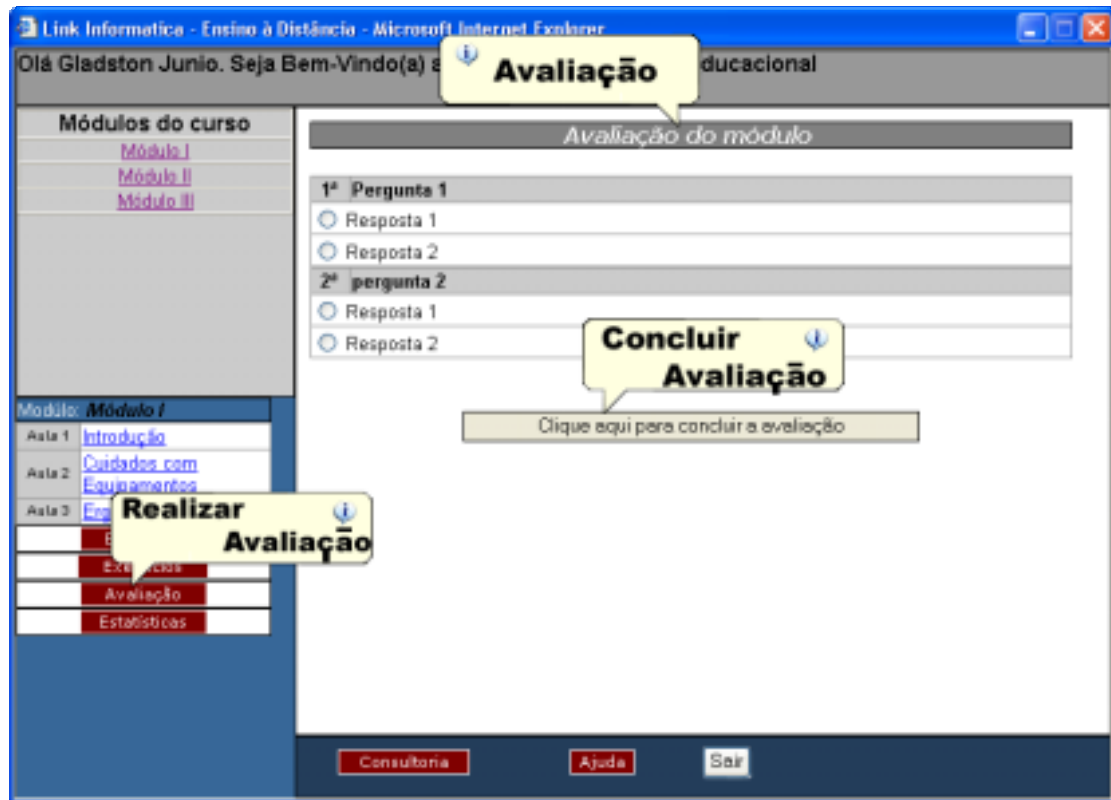 Link Informatica - Ensino à Distância - Microsoft Internet Explorer
Olá Gladston Junio. Seja Bem-Vindo(a) a ducacional
Avaliação
Módulos do curso
Módulo I
Módulo II
Módulo III
Avaliação do módulo
1ª Pergunta 1
Resposta 1
Resposta 2
2ª pergunta 2
Resposta 1
Resposta 2
Concluir
Avaliação
Clique aqui para concluir a avaliação
Modúlo: Módulo I
Aula 1 Introdução
Aula 2 Cuidados com
Equipamentos
Aula 3
Realizar
Avaliação
Exercícios
Avaliação
Estatísticas
Consultoria
Ajuda
Sair